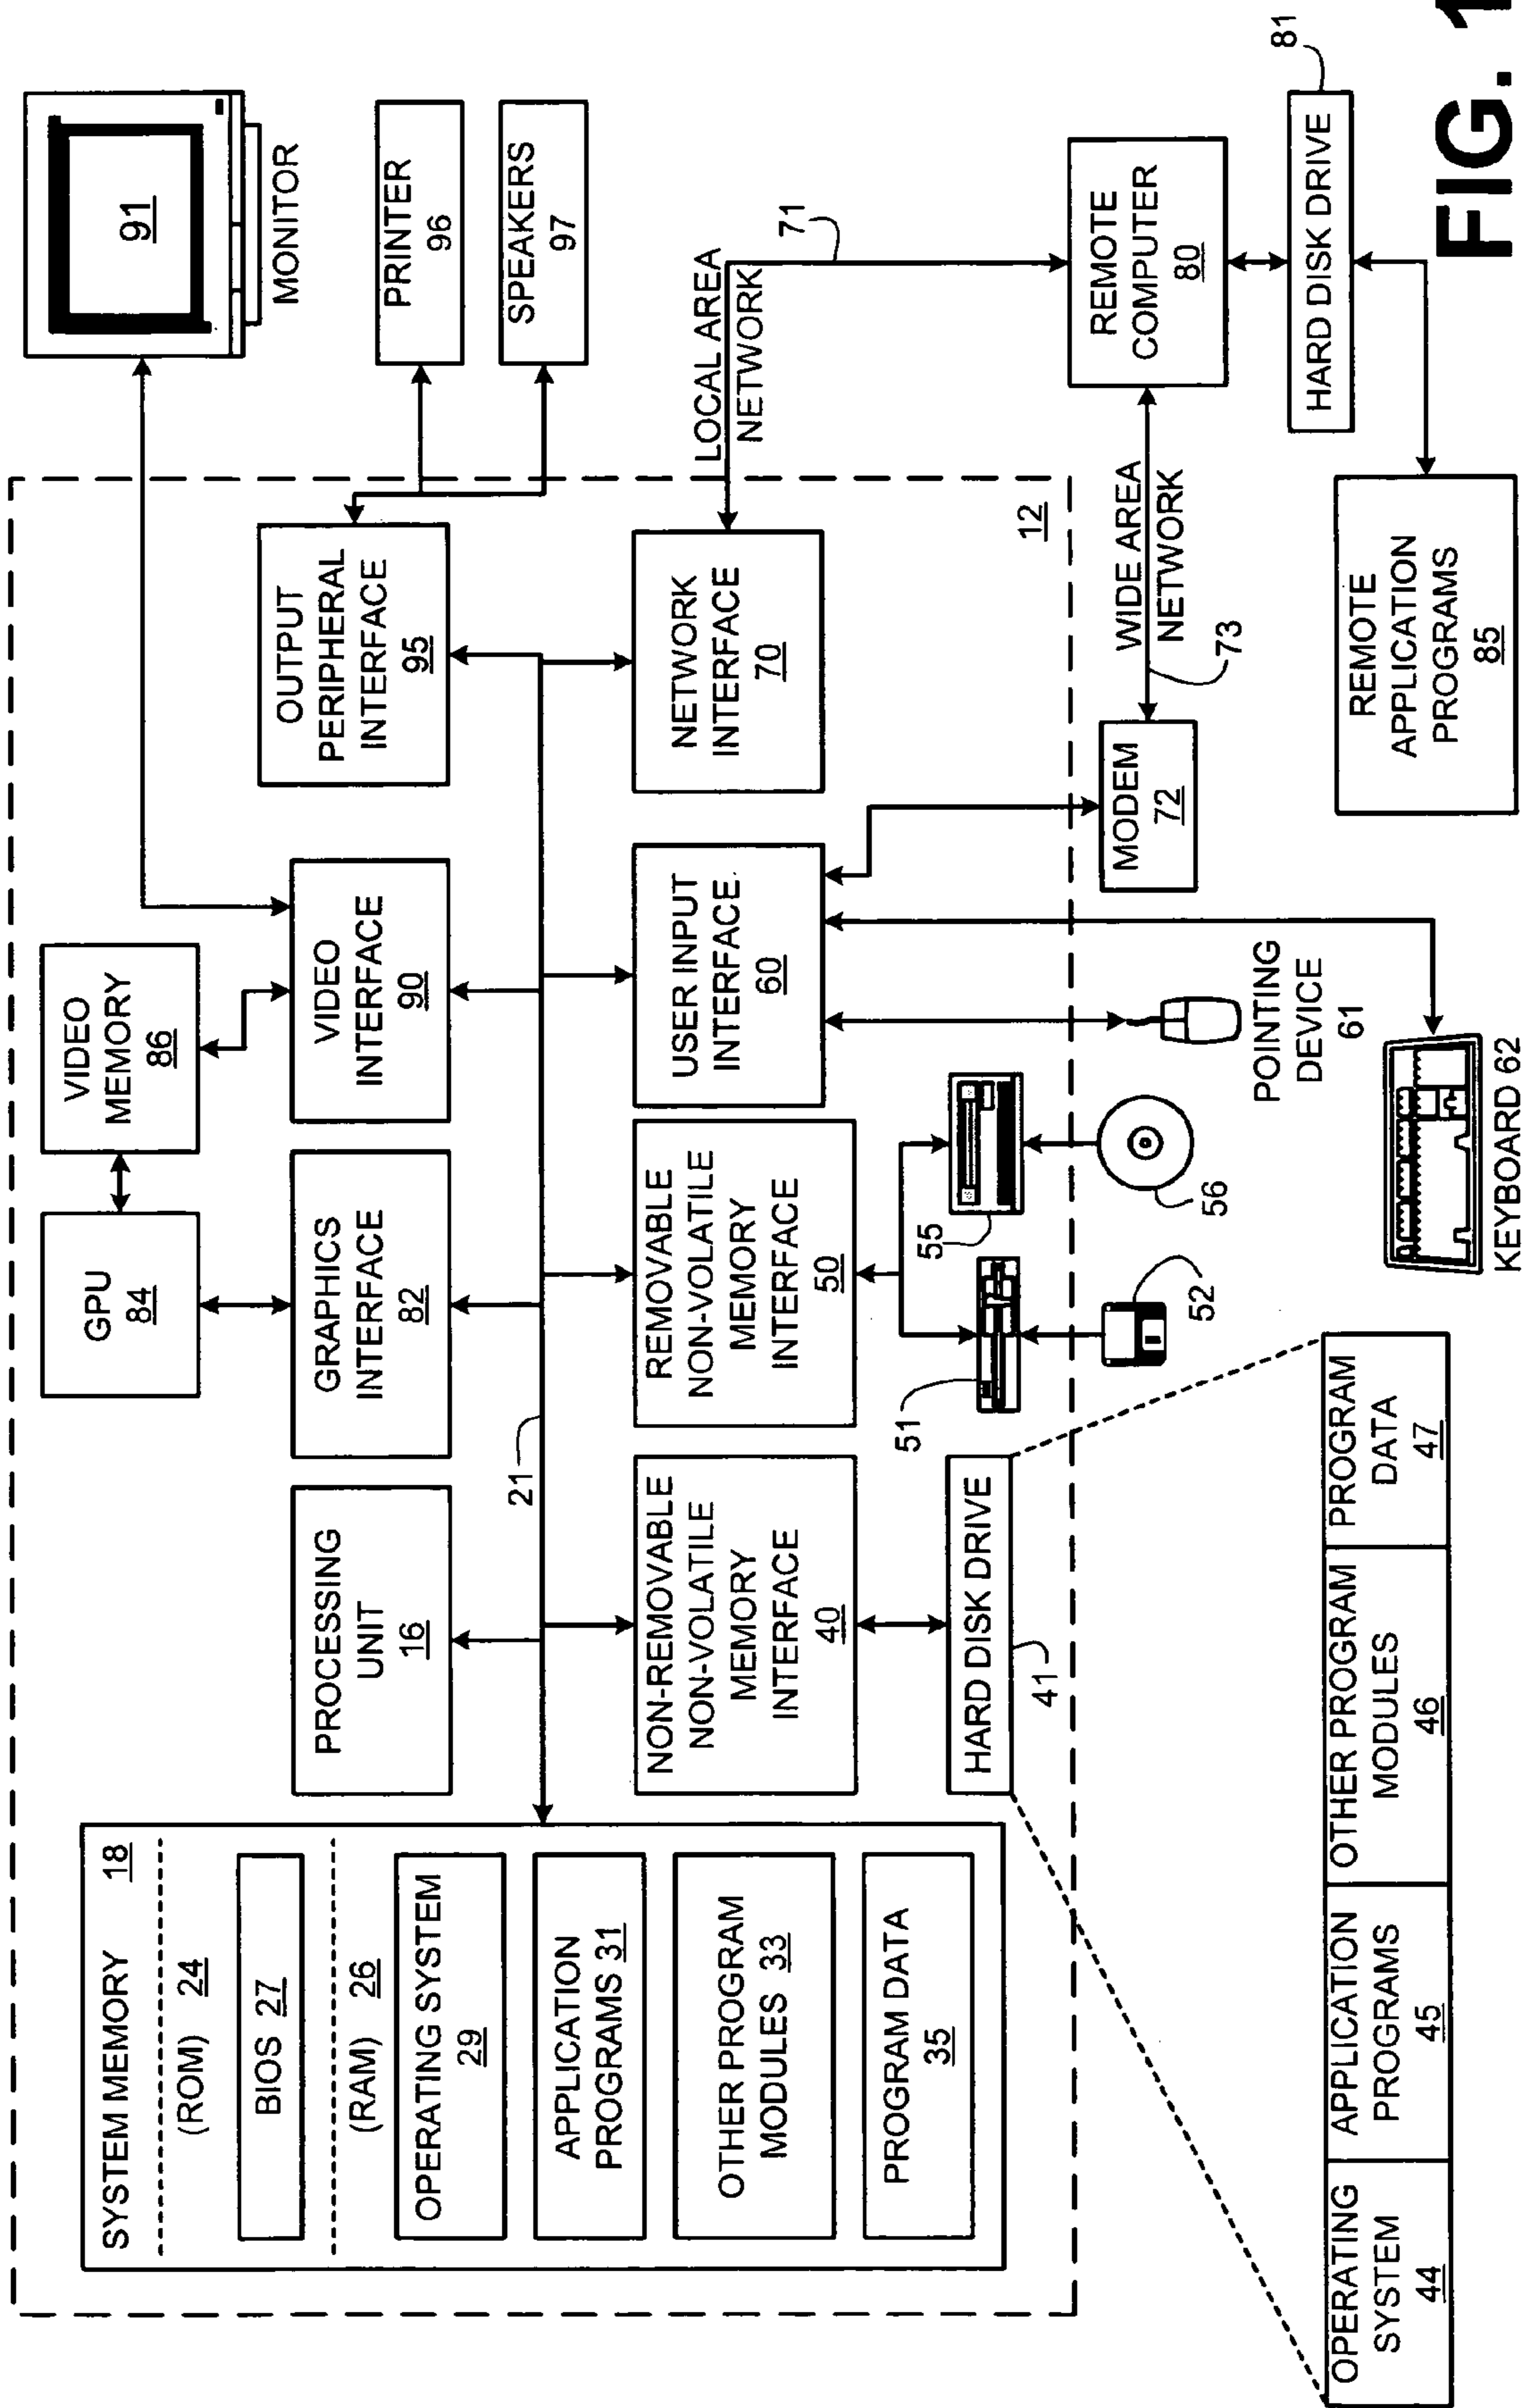 SYSTEM MEMORY 18
(ROM) 24
BIOS 27
(RAM) 26
OPERATING SYSTEM
29
APPLICATION
PROGRAMS 31
OTHER PROGRAM
MODULES 33
PROGRAM DATA
35
PROCESSING
UNIT
16
21
GPU
84
GRAPHICS
INTERFACE
82
VIDEO
MEMORY
86
VIDEO
INTERFACE
90
OUTPUT
PERIPHERAL
INTERFACE
95
91
MONITOR
PRINTER
96
SPEAKERS
97
NON-REMOVABLE
NON-VOLATILE
MEMORY
INTERFACE
40
REMOVABLE
NON-VOLATILE
MEMORY
INTERFACE
50
USER INPUT
INTERFACE
60
NETWORK
INTERFACE
70
LOCAL AREA
NETWORK
71
12
HARD DISK DRIVE
41
51
52
55
56
POINTING
DEVICE
61
KEYBOARD 62
MODEM
72
WIDE AREA
NETWORK
73
REMOTE
COMPUTER
80
HARD DISK DRIVE
81
REMOTE
APPLICATION
PROGRAMS
85
OPERATING
SYSTEM
44
APPLICATION
PROGRAMS
45
OTHER PROGRAM
MODULES
46
PROGRAM
DATA
47
FIG. 1